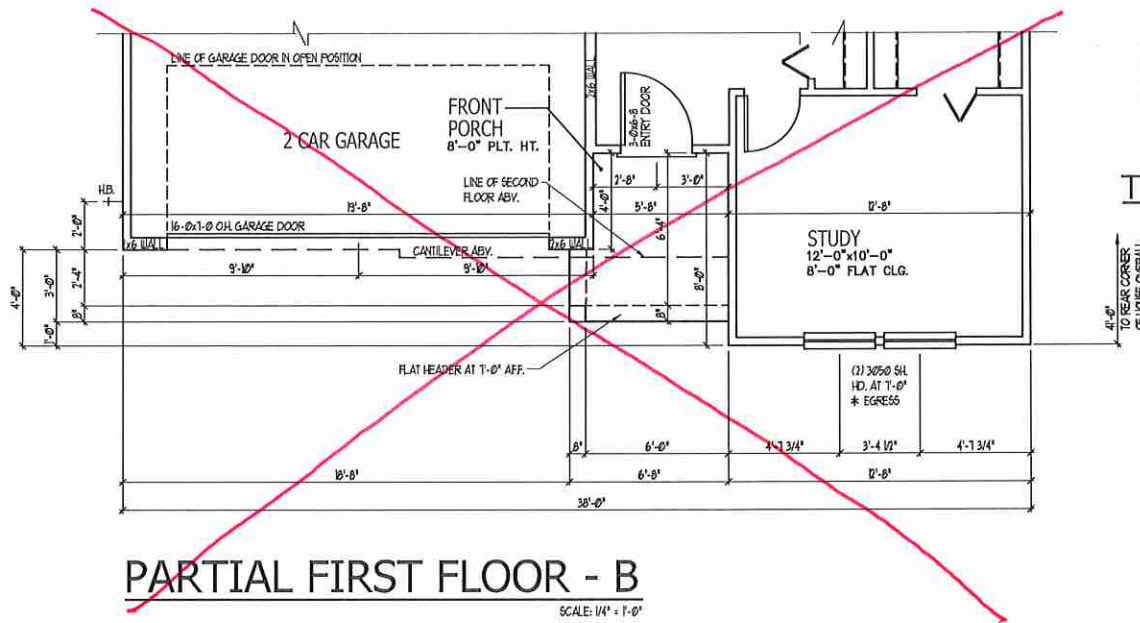 LINE OF GARAGE DOOR IN OPEN POSITION
2 CAR GARAGE
FRONT
PORCH
8'-0" PLT. HT.
2x6 WALL
3-0x6-8
ENTRY DOOR
LINE OF SECOND
FLOOR ABV.
2'-8"
3'-0"
4'-0"
5'-8"
6'-4"
H.B.
2'-0"
19'-8"
12'-8"
16-0x7-0 O.H. GARAGE DOOR
2x6 WALL
2x6 WALL
CANTILEVER ABV.
STUDY
12'-0"x10'-0"
8'-0" FLAT CLG.
9'-10"
9'-10"
4'-0"
3'-0"
2'-4"
8"
1'-0"
8'-0"
8"
41'-0"
TO REAR CORNER
OF HOUSE OVERALL
FLAT HEADER AT 7'-0" AFF.
(2) 3050 SH.
HD. AT 7'-0"
* EGRESS
8"
6'-0"
4'-7 3/4"
3'-4 1/2"
4'-7 3/4"
18'-8"
6'-8"
12'-8"
38'-0"
PARTIAL FIRST FLOOR - B
SCALE: 1/4" = 1'-0"